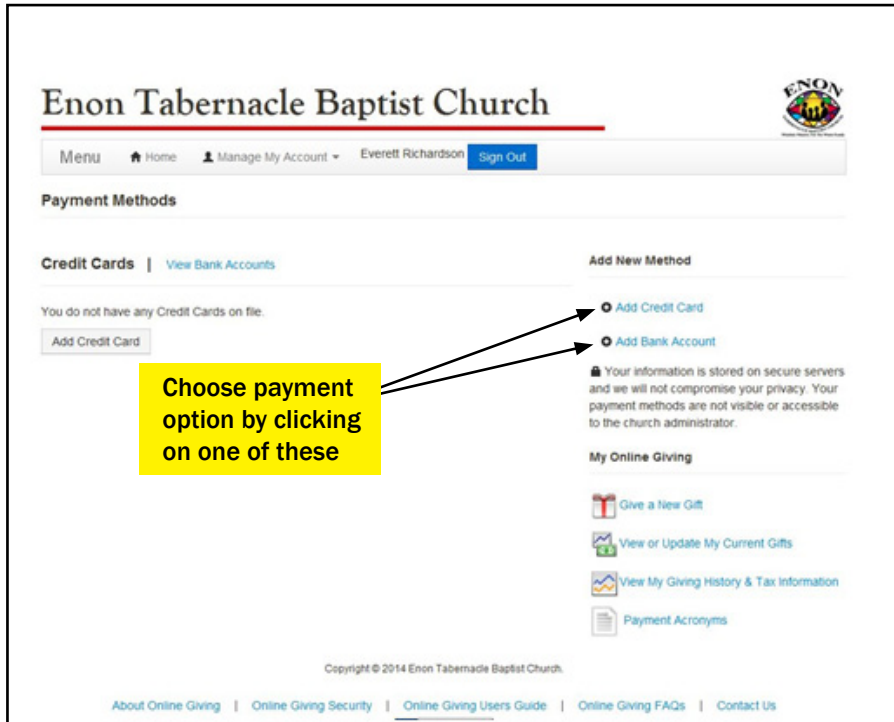 Enon Tabernacle Baptist Church
ENON
Menu Home Manage My Account Everett Richardson Sign Out
Payment Methods
Credit Cards | View Bank Accounts
You do not have any Credit Cards on file.
Add Credit Card
Choose payment
option by clicking
on one of these
Add New Method
Add Credit Card
Add Bank Account
Your information is stored on secure servers
and we will not compromise your privacy. Your
payment methods are not visible or accessible
to the church administrator.
My Online Giving
Give a New Gift
View or Update My Current Gifts
View My Giving History & Tax Information
Payment Acronyms
Copyright © 2014 Enon Tabernacle Baptist Church.
About Online Giving | Online Giving Security | Online Giving Users Guide | Online Giving FAQs | Contact Us